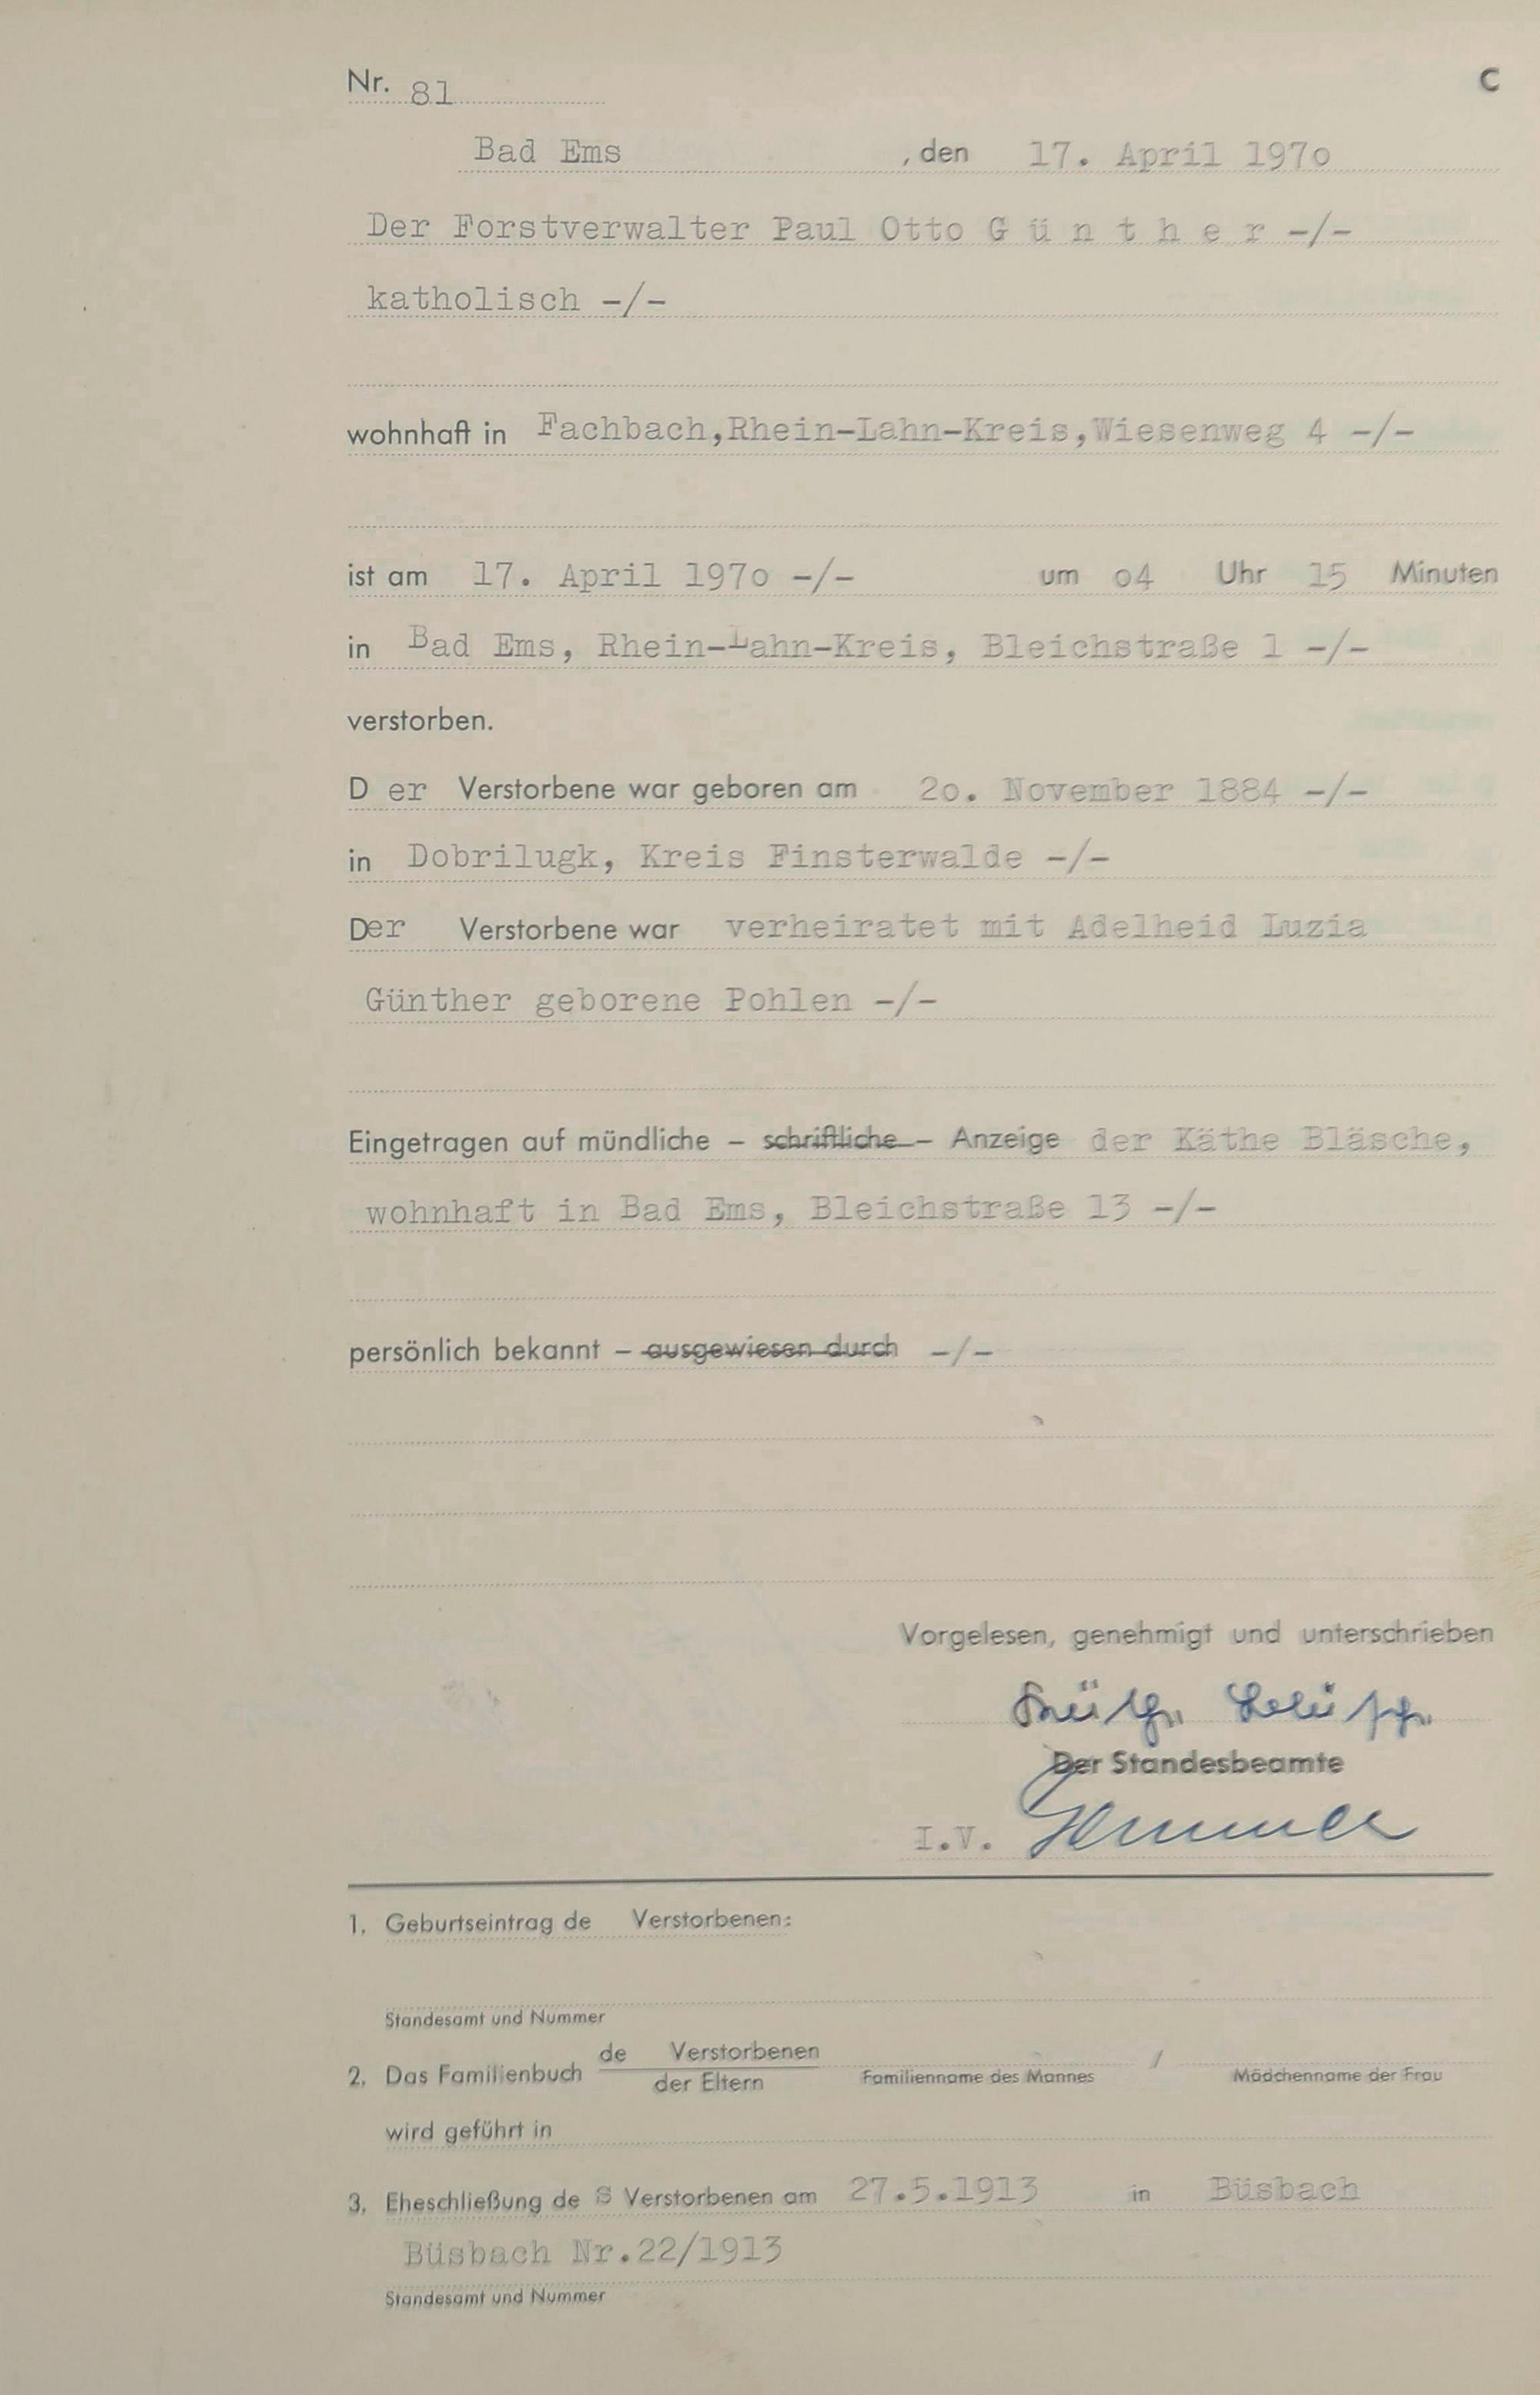 Nr. 81
C
Bad Ems , den 17. April 197o
Der Forstverwalter Paul Otto G ü n t h e r -/-
katholisch -/-
wohnhaft in Fachbach,Rhein-Lahn-Kreis,Wiesenweg 4 -/-
ist am 17. April 197o -/- um o4 Uhr 15 Minuten
in Bad Ems, Rhein-Lahn-Kreis, Bleichstraße 1 -/-
verstorben.
D er Verstorbene war geboren am 2o. November 1884 -/-
in Dobrilugk, Kreis Finsterwalde -/-
Der Verstorbene war verheiratet mit Adelheid Luzia
Günther geborene Pohlen -/-
Eingetragen auf mündliche – schriftliche – Anzeige der Käthe Bläsche,
wohnhaft in Bad Ems, Bleichstraße 13 -/-
persönlich bekannt – ausgewiesen durch -/-
Vorgelesen, genehmigt und unterschrieben
Käthe Bläsche
Der Standesbeamte
I.V.
1. Geburtseintrag de Verstorbenen:
Standesamt und Nummer
2. Das Familienbuch de Verstorbenen / 
der Eltern Familienname des Mannes Mädchenname der Frau
wird geführt in
3. Eheschließung de s Verstorbenen am 27.5.1913 in Büsbach
Büsbach Nr.22/1913
Standesamt und Nummer